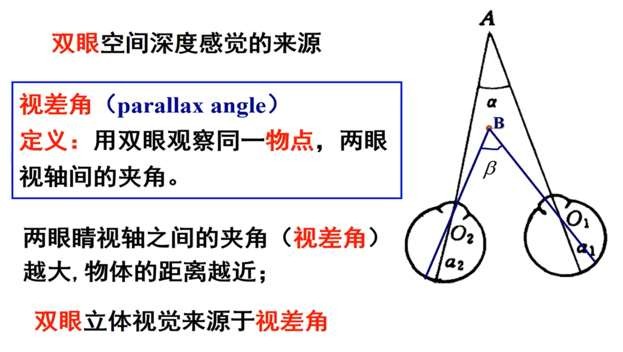 双眼空间深度感觉的来源
视差角（parallax angle）
定义：用双眼观察同一物点，两眼
视轴间的夹角。
两眼睛视轴之间的夹角（视差角）
越大,物体的距离越近；
双眼立体视觉来源于视差角
A
α
B
β
O₂
O₁
a₂
a₁